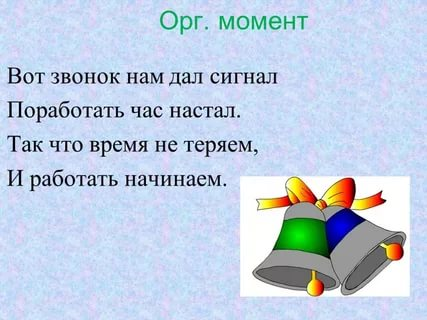 Орг. момент
Вот звонок нам дал сигнал
Поработать час настал.
Так что время не теряем,
И работать начинаем.